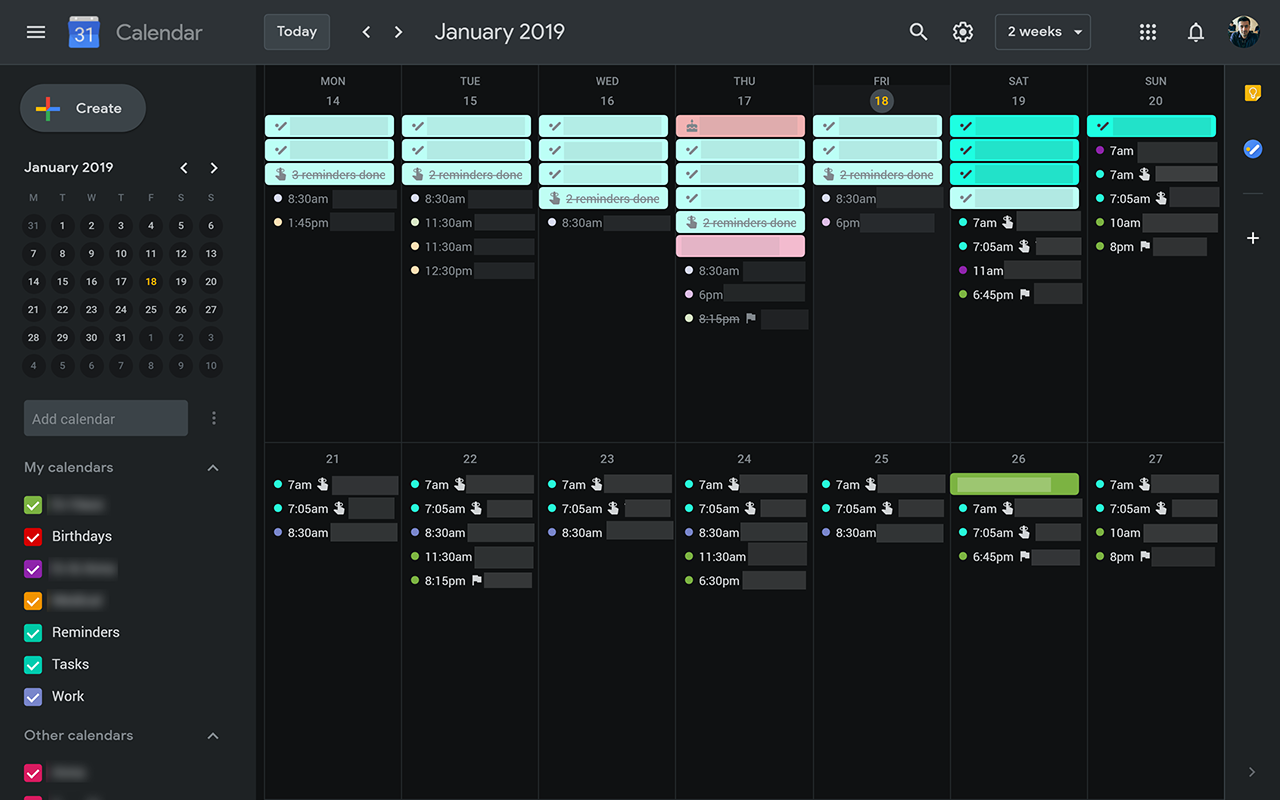 31 Calendar Today January 2019 2 weeks
Create
January 2019
M T W T F S S
31 1 2 3 4 5 6
7 8 9 10 11 12 13
14 15 16 17 18 19 20
21 22 23 24 25 26 27
28 29 30 31 1 2 3
4 5 6 7 8 9 10
Add calendar
My calendars
Birthdays
Reminders
Tasks
Work
Other calendars
MON
14
3 reminders done
8:30am
1:45pm
TUE
15
2 reminders done
8:30am
11:30am
11:30am
12:30pm
WED
16
2 reminders done
8:30am
THU
17
2 reminders done
8:30am
6pm
8:15pm
FRI
18
2 reminders done
8:30am
6pm
SAT
19
7am
7:05am
11am
6:45pm
SUN
20
7am
7am
7:05am
10am
8pm
21
7am
7:05am
8:30am
22
7am
7:05am
8:30am
11:30am
8:15pm
23
7am
7:05am
8:30am
24
7am
7:05am
8:30am
11:30am
6:30pm
25
7am
7:05am
8:30am
26
7am
7:05am
6:45pm
27
7am
7:05am
10am
8pm